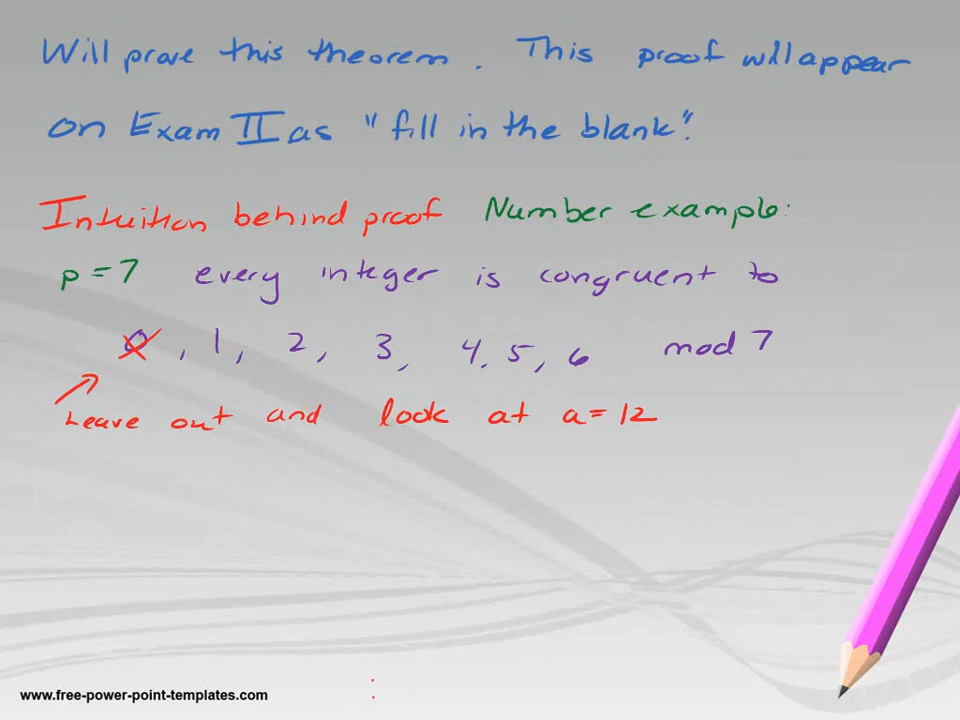 Will prove this theorem. This proof will appear
on Exam II as "fill in the blank".
Intuition behind proof Number example:
p = 7 every integer is congruent to
0, 1, 2, 3, 4, 5, 6 mod 7
Leave out and look at a = 12
www.free-power-point-templates.com